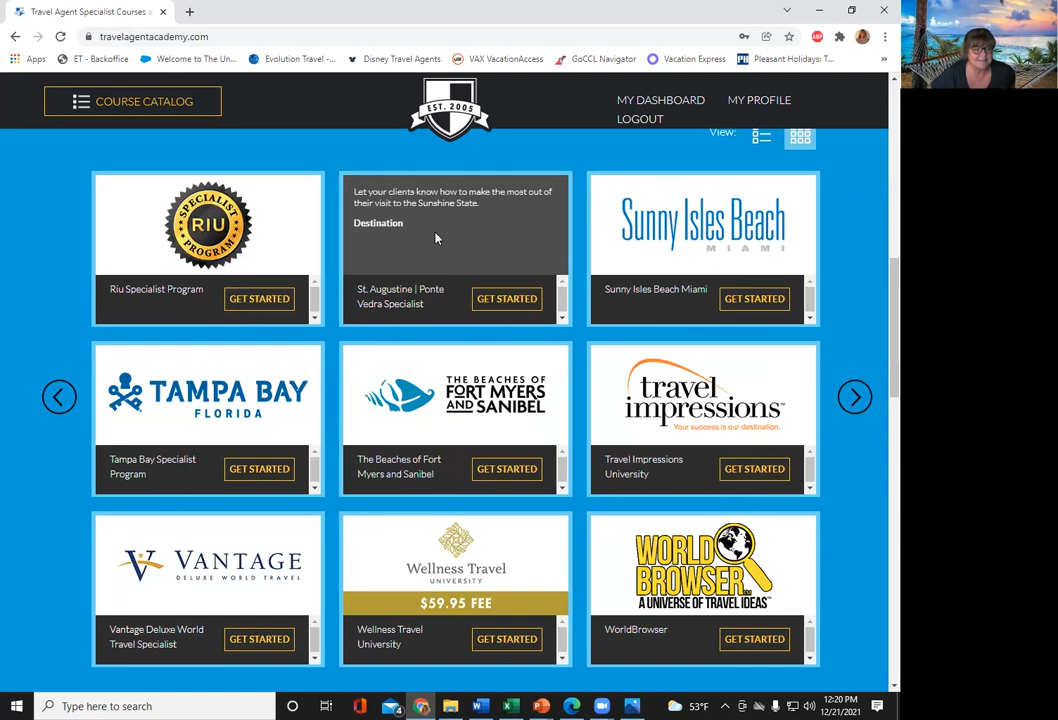 Travel Agent Specialist Courses a
travelagentacademy.com
Apps
ET - Backoffice
Welcome to The Un...
Evolution Travel -...
Disney Travel Agents
VAX VacationAccess
GoCCL Navigator
Vacation Express
Pleasant Holidays: T...
»
COURSE CATALOG
EST. 2005
MY DASHBOARD
MY PROFILE
LOGOUT
View:
SPECIALIST
RIU
PROGRAM
Riu Specialist Program
GET STARTED
Let your clients know how to make the most out of
their visit to the Sunshine State.
Destination
St. Augustine | Ponte
Vedra Specialist
GET STARTED
Sunny Isles Beach
MIAMI
Sunny Isles Beach Miami
GET STARTED
TAMPA BAY
FLORIDA
Tampa Bay Specialist
Program
GET STARTED
THE BEACHES OF
FORT MYERS
AND SANIBEL
The Beaches of Fort
Myers and Sanibel
GET STARTED
travel
impressions™
Your success is our destination.
Travel Impressions
University
GET STARTED
VANTAGE
DELUXE WORLD TRAVEL
Vantage Deluxe World
Travel Specialist
GET STARTED
Wellness Travel
UNIVERSITY
$59.95 FEE
Wellness Travel
University
GET STARTED
WORLD
BROWSER™
A UNIVERSE OF TRAVEL IDEAS™
WorldBrowser
GET STARTED
Type here to search
4
53°F
12:20 PM
12/21/2021